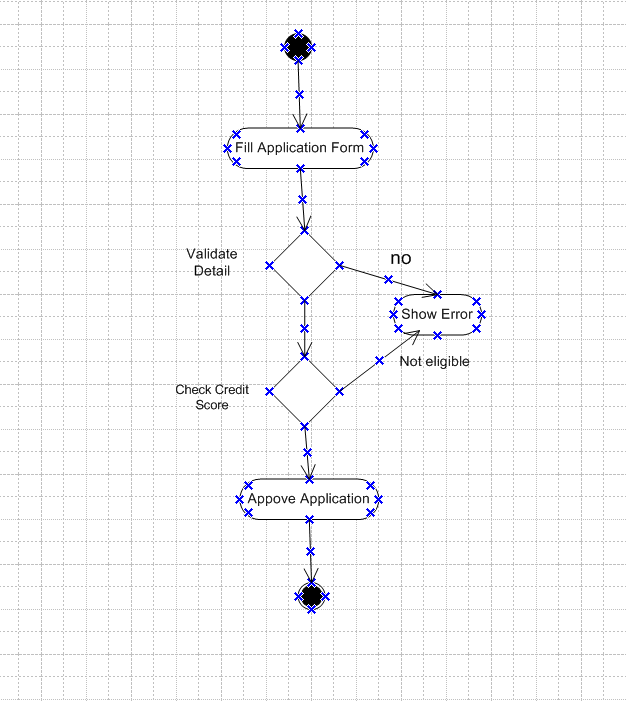 Fill Application Form
Validate
Detail
no
Show Error
Not eligible
Check Credit
Score
Appove Application